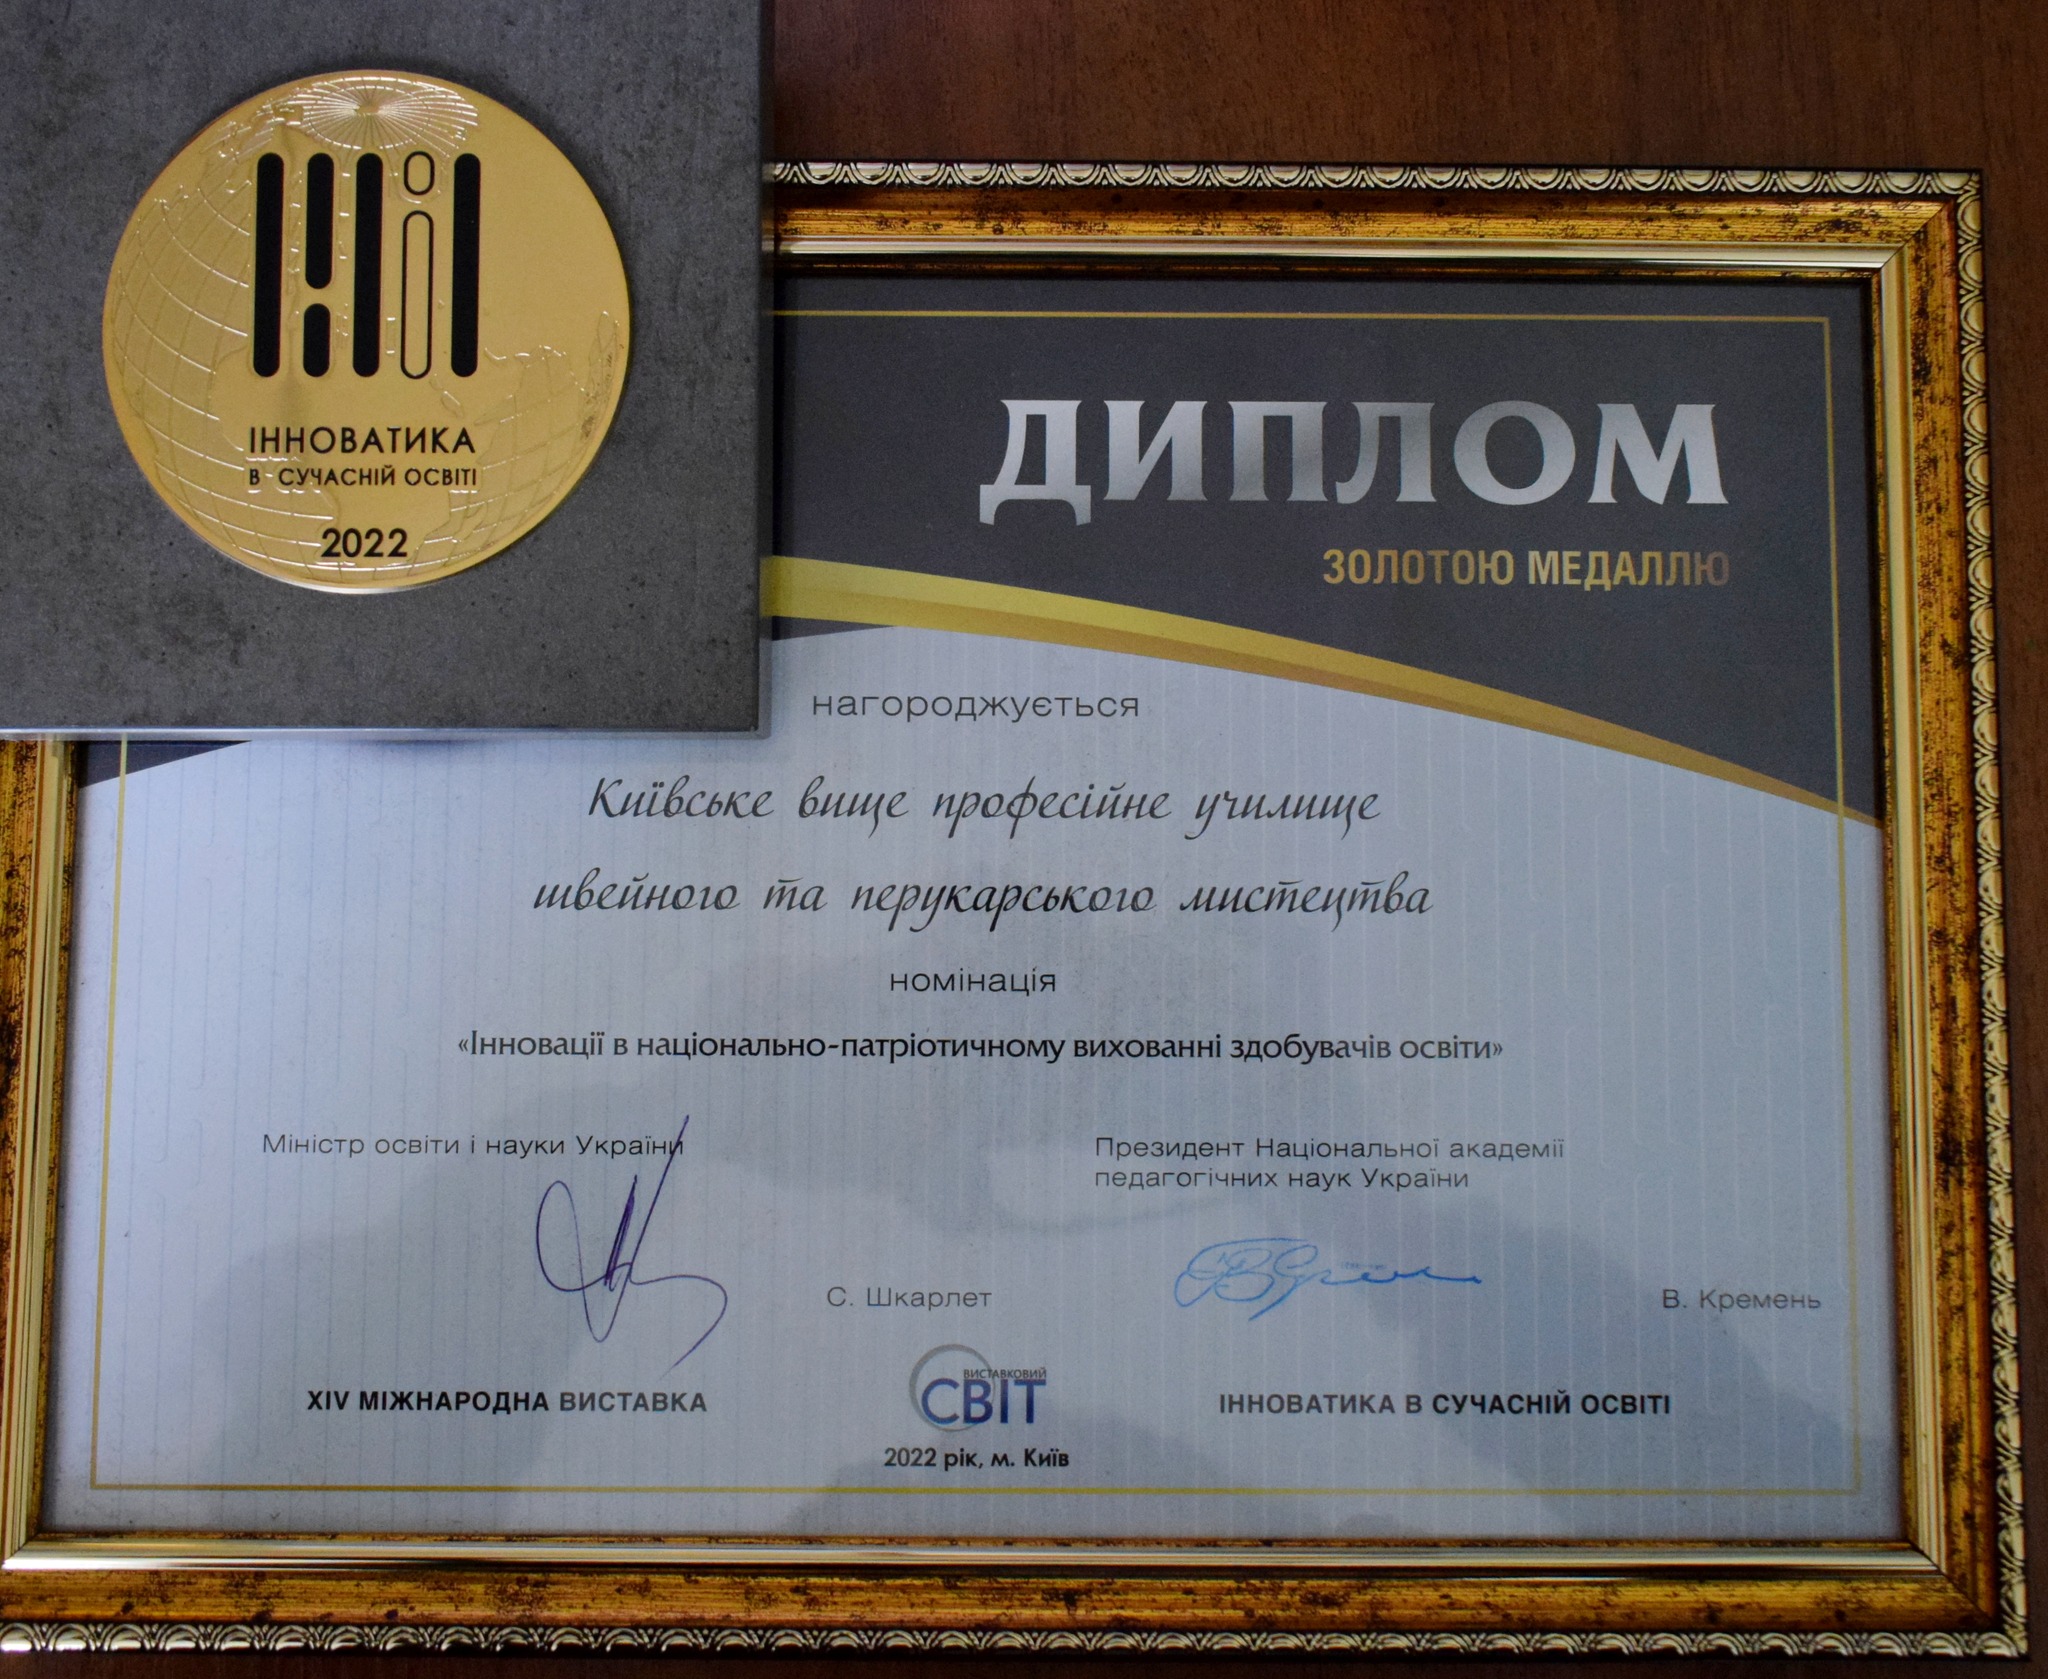 ІННОВАТИКА
В СУЧАСНІЙ ОСВІТІ
2022
ДИПЛОМ
ЗОЛОТОЮ МЕДАЛЛЮ
нагороджується
Київське вище професійне училище
швейного та перукарського мистецтва
номінація
«Інновації в національно-патріотичному вихованні здобувачів освіти»
Міністр освіти і науки України
С. Шкарлет
Президент Національної академії
педагогічних наук України
В. Кремень
XIV МІЖНАРОДНА ВИСТАВКА
ВИСТАВКОВИЙ
СВІТ
2022 рік, м. Київ
ІННОВАТИКА В СУЧАСНІЙ ОСВІТІ